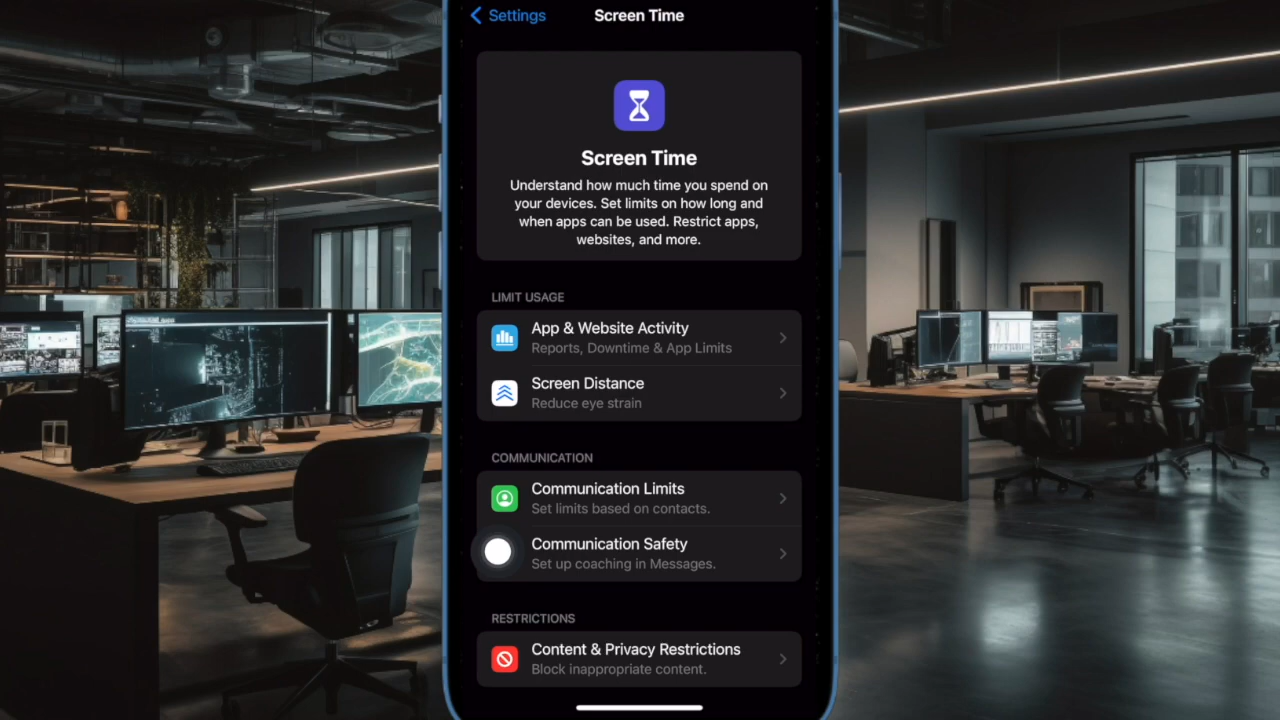 Settings
Screen Time
Screen Time
Understand how much time you spend on
your devices. Set limits on how long and
when apps can be used. Restrict apps,
websites, and more.
LIMIT USAGE
App & Website Activity
Reports, Downtime & App Limits
Screen Distance
Reduce eye strain
COMMUNICATION
Communication Limits
Set limits based on contacts.
Communication Safety
Set up coaching in Messages.
RESTRICTIONS
Content & Privacy Restrictions
Block inappropriate content.